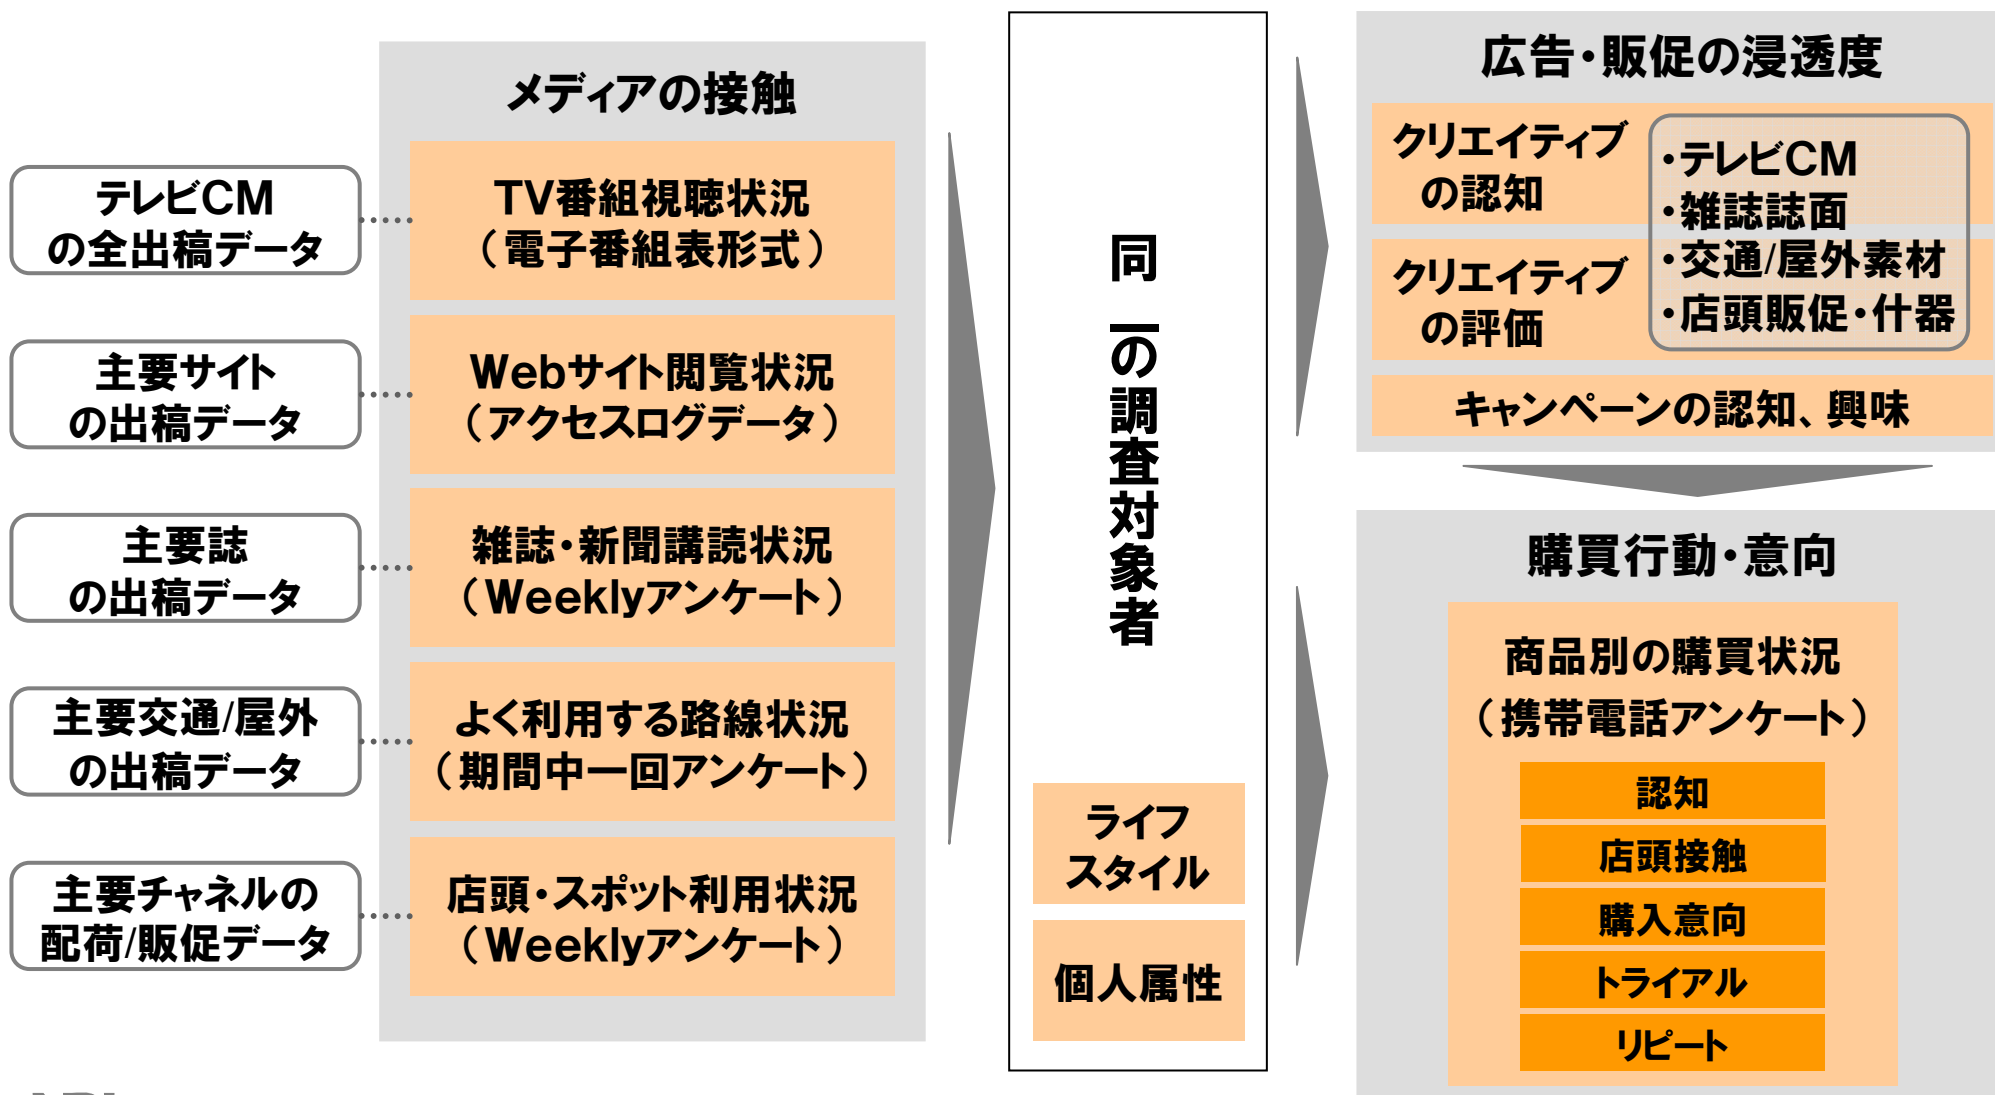 メディアの接触
テレビCM
の全出稿データ
TV番組視聴状況
（電子番組表形式）
主要サイト
の出稿データ
Webサイト閲覧状況
（アクセスログデータ）
主要誌
の出稿データ
雑誌・新聞購読状況
（Weeklyアンケート）
主要交通/屋外
の出稿データ
よく利用する路線状況
（期間中一回アンケート）
主要チャネルの
配荷/販促データ
店頭・スポット利用状況
（Weeklyアンケート）
同一の調査対象者
ライフ
スタイル
個人属性
広告・販促の浸透度
クリエイティブ
の認知
クリエイティブ
の評価
・テレビCM
・雑誌誌面
・交通/屋外素材
・店頭販促・什器
キャンペーンの認知、興味
購買行動・意向
商品別の購買状況
（携帯電話アンケート）
認知
店頭接触
購入意向
トライアル
リピート